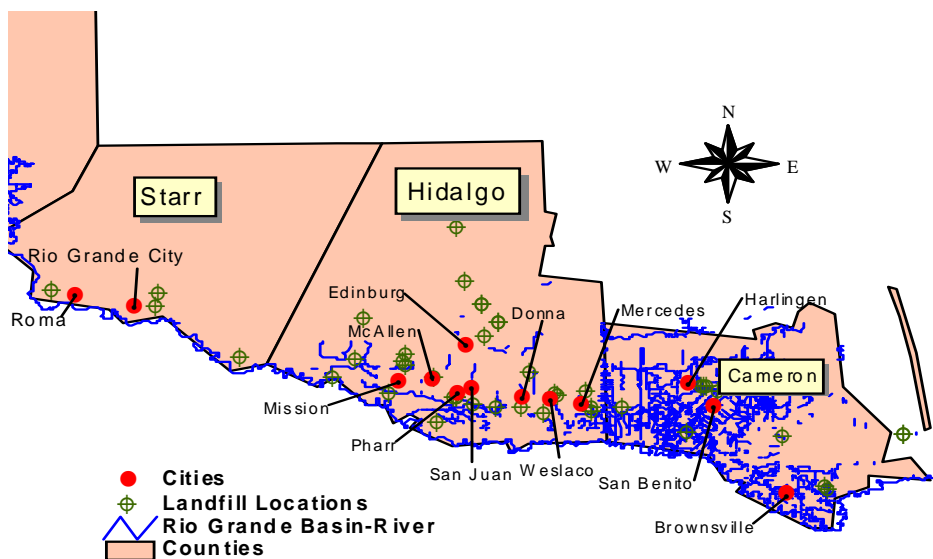 N
W E
S
Starr
Hidalgo
Rio Grande City
Edinburg
Donna
Mercedes
Harlingen
Roma
McAllen
Cameron
Mission
Pharr
San Juan
Weslaco
San Benito
Brownsville
Cities
Landfill Locations
Rio Grande Basin-River
Counties